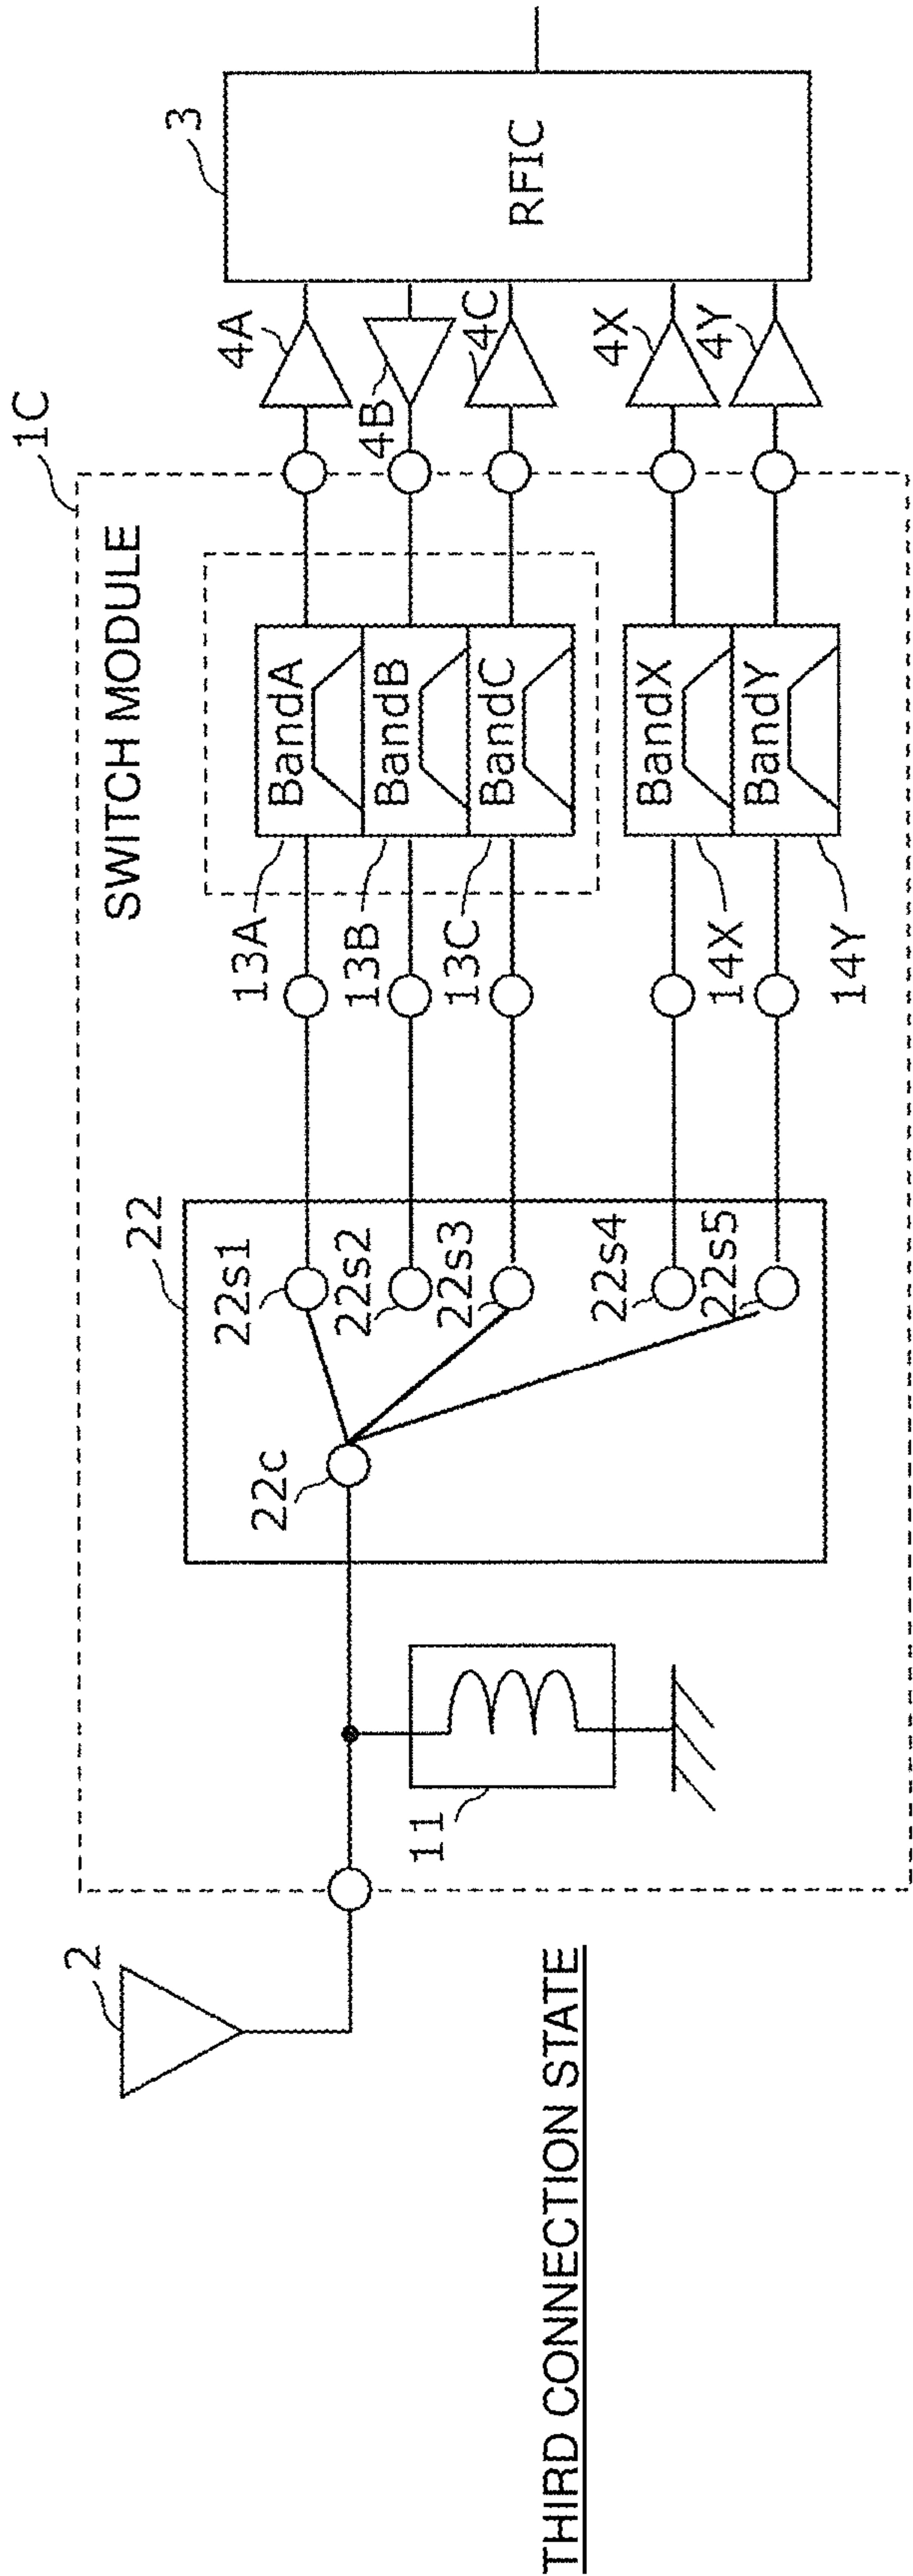 THIRD CONNECTION STATE
1C
SWITCH MODULE
2
11
22
22c
22s1
22s2
22s3
22s4
22s5
13A
13B
13C
14X
14Y
BandA
BandB
BandC
BandX
BandY
4A
4B
4C
4X
4Y
3
RFIC